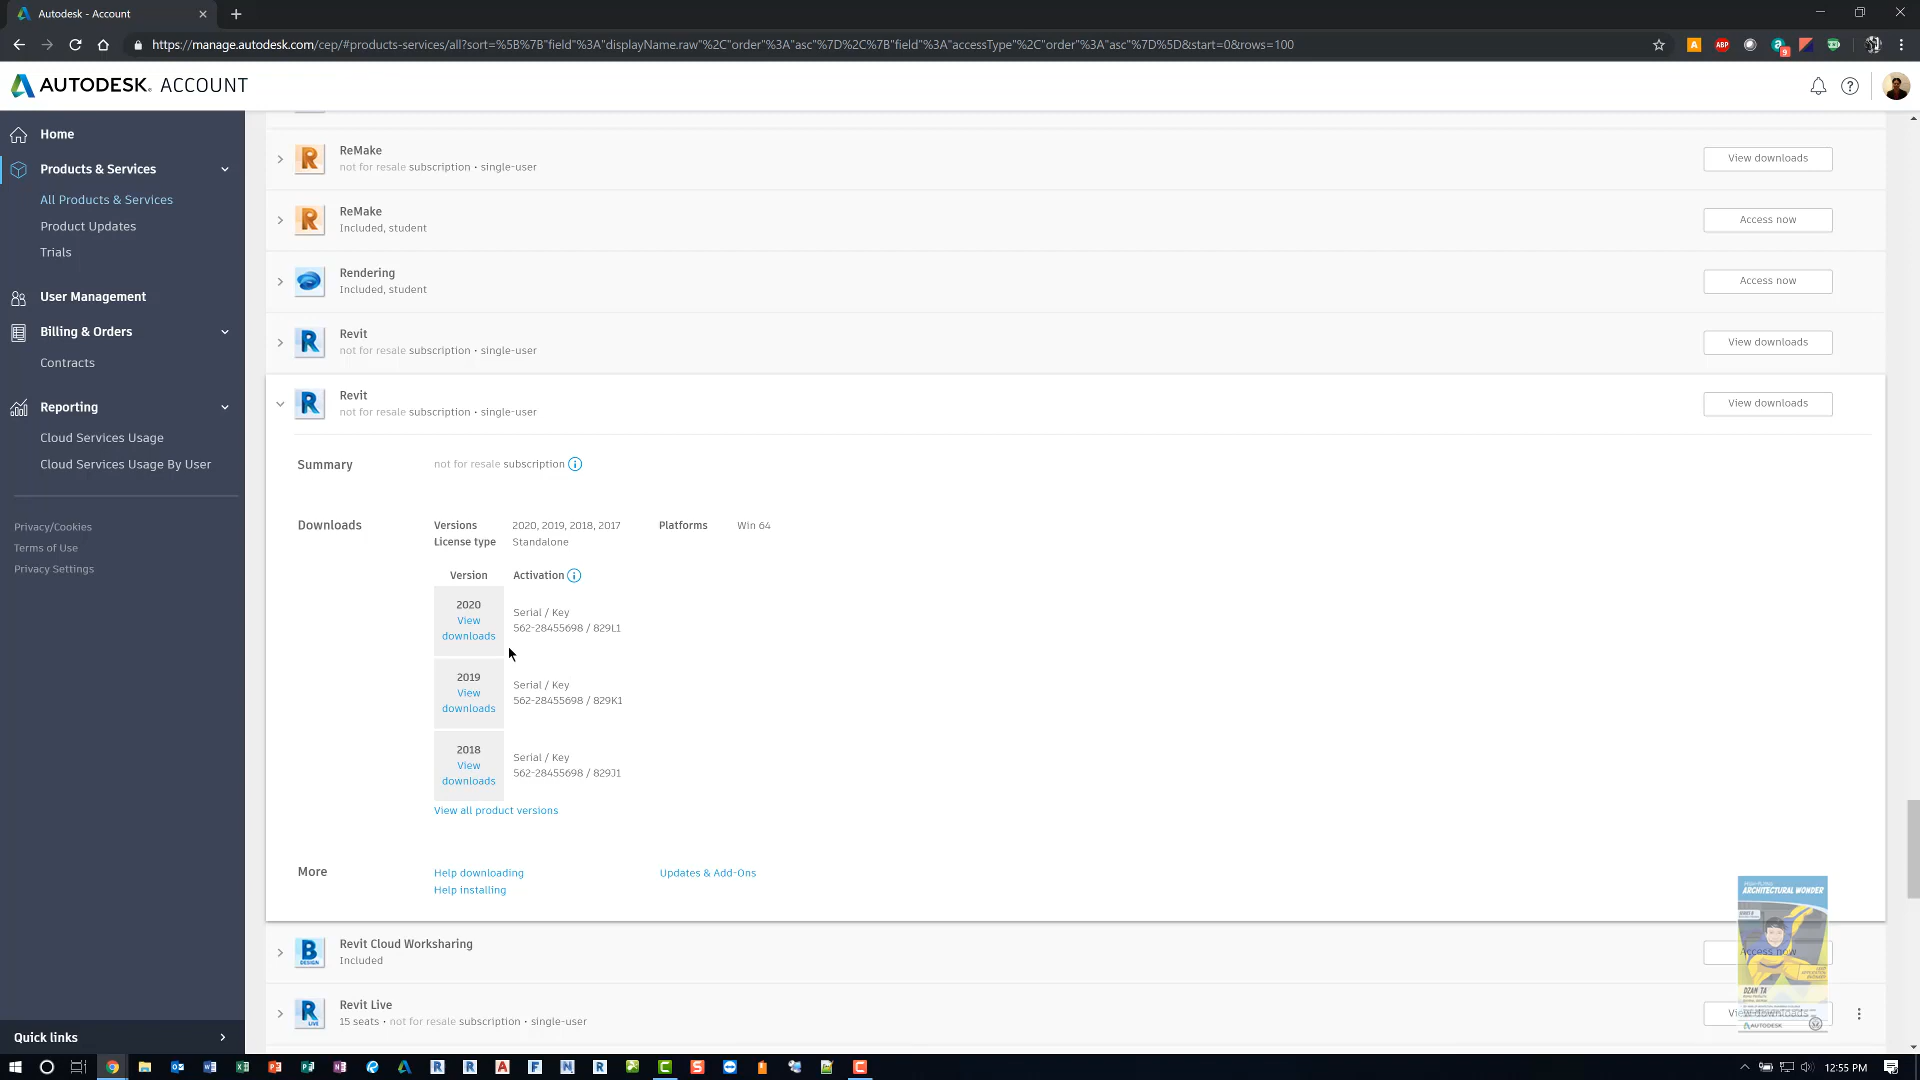 Autodesk - Account
https://manage.autodesk.com/cep/#products-services/all?sort=%5B%7B"field"%3A"displayName.raw"%2C"order"%3A"asc"%7D%2C%7B"field"%3A"accessType"%2C"order"%3A"asc"%7D%5D&start=0&rows=100
AUTODESK. ACCOUNT
Home
Products & Services
All Products & Services
Product Updates
Trials
User Management
Billing & Orders
Contracts
Reporting
Cloud Services Usage
Cloud Services Usage By User
Privacy/Cookies
Terms of Use
Privacy Settings
Quick links
ReMake
not for resale subscription · single-user
View downloads
ReMake
Included, student
Access now
Rendering
Included, student
Access now
Revit
not for resale subscription · single-user
View downloads
Revit
not for resale subscription · single-user
View downloads
Summary
not for resale subscription
Downloads
Versions 2020, 2019, 2018, 2017 Platforms Win 64
License type Standalone
Version Activation
2020
View
downloads
Serial / Key
562-28455698 / 829L1
2019
View
downloads
Serial / Key
562-28455698 / 829K1
2018
View
downloads
Serial / Key
562-28455698 / 829J1
View all product versions
More
Help downloading
Updates & Add-Ons
Help installing
Revit Cloud Worksharing
Included
Access now
Revit Live
15 seats · not for resale subscription · single-user
View downloads
ARCHITECTURAL WONDER
DZAN TA
AUTODESK
12:55 PM